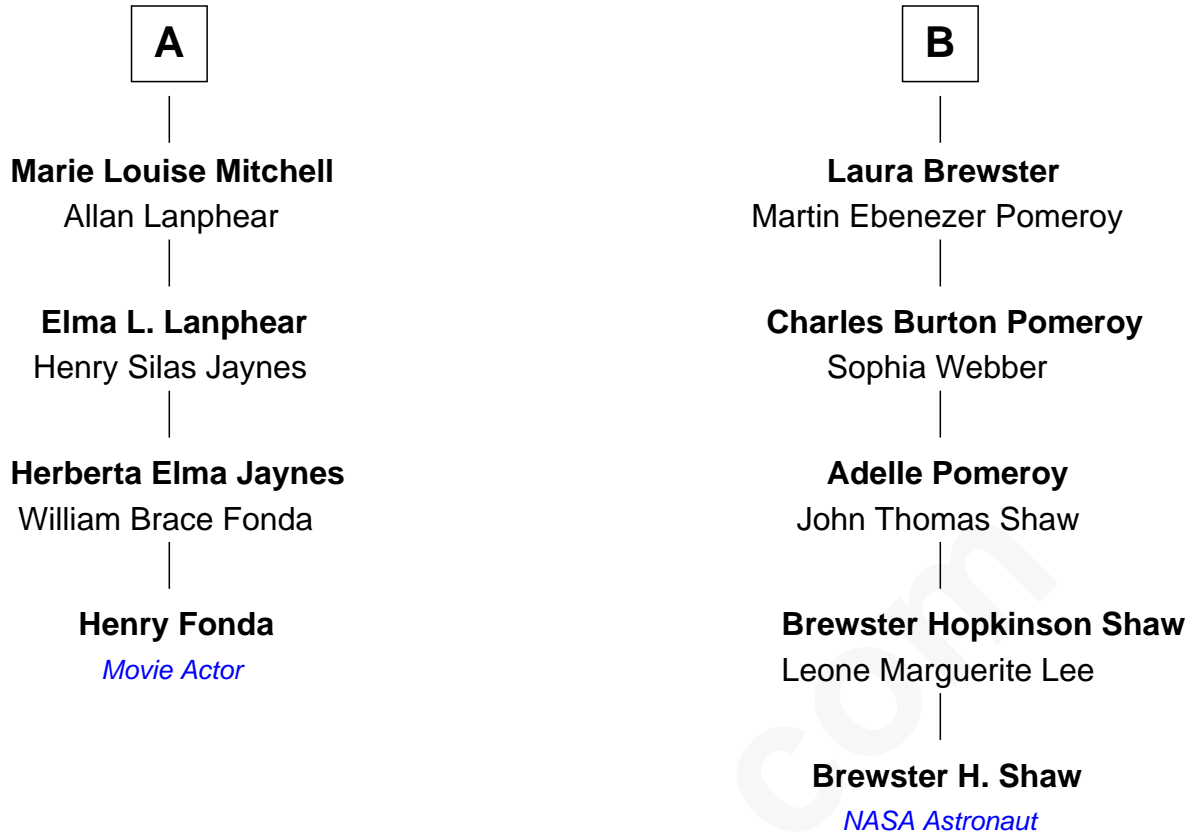 A
Marie Louise Mitchell
Allan Lanphear
Elma L. Lanphear
Henry Silas Jaynes
Herberta Elma Jaynes
William Brace Fonda
Henry Fonda
Movie Actor
B
Laura Brewster
Martin Ebenezer Pomeroy
Charles Burton Pomeroy
Sophia Webber
Adelle Pomeroy
John Thomas Shaw
Brewster Hopkinson Shaw
Leone Marguerite Lee
Brewster H. Shaw
NASA Astronaut
com